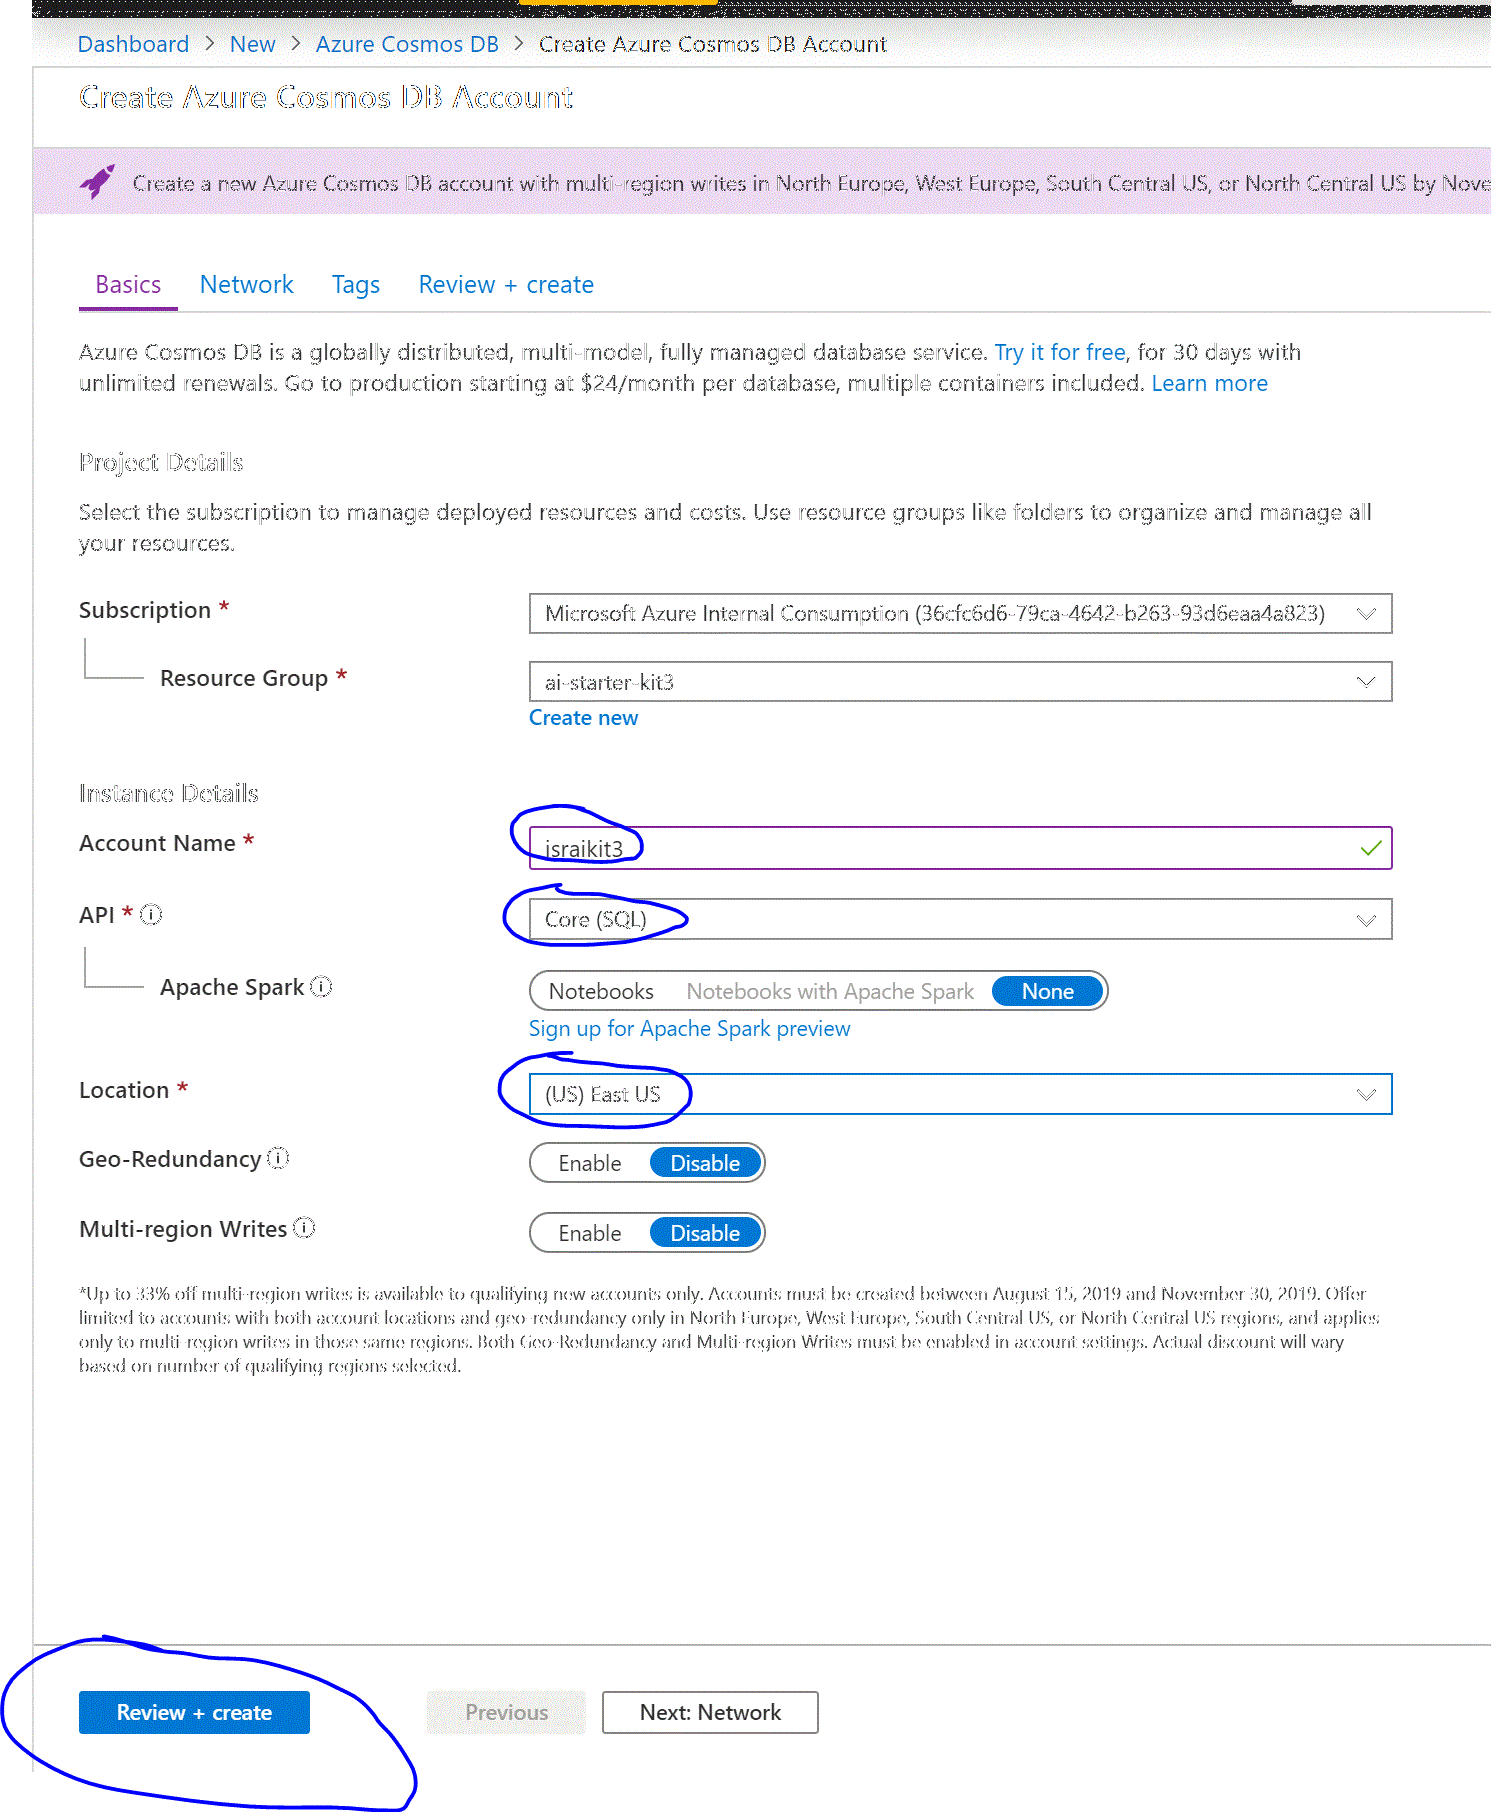 Dashboard > New > Azure Cosmos DB > Create Azure Cosmos DB Account
Create Azure Cosmos DB Account
Create a new Azure Cosmos DB account with multi-region writes in North Europe, West Europe, South Central US, or North Central US by Nove
Basics Network Tags Review + create
Azure Cosmos DB is a globally distributed, multi-model, fully managed database service. Try it for free, for 30 days with
unlimited renewals. Go to production starting at $24/month per database, multiple containers included. Learn more
Project Details
Select the subscription to manage deployed resources and costs. Use resource groups like folders to organize and manage all
your resources.
Subscription * Microsoft Azure Internal Consumption (36cfc6d6-79ca-4642-b263-93d6eaa4a823)
Resource Group * ai-starter-kit3
Create new
Instance Details
Account Name * jsraikit3
API * Core (SQL)
Apache Spark Notebooks Notebooks with Apache Spark None
Sign up for Apache Spark preview
Location * (US) East US
Geo-Redundancy Enable Disable
Multi-region Writes Enable Disable
*Up to 33% off multi-region writes is available to qualifying new accounts only. Accounts must be created between August 15, 2019 and November 30, 2019. Offer
limited to accounts with both account locations and geo-redundancy only in North Europe, West Europe, South Central US, or North Central US regions, and applies
only to multi-region writes in those same regions. Both Geo-Redundancy and Multi-region Writes must be enabled in account settings. Actual discount will vary
based on number of qualifying regions selected.
Review + create Previous Next: Network